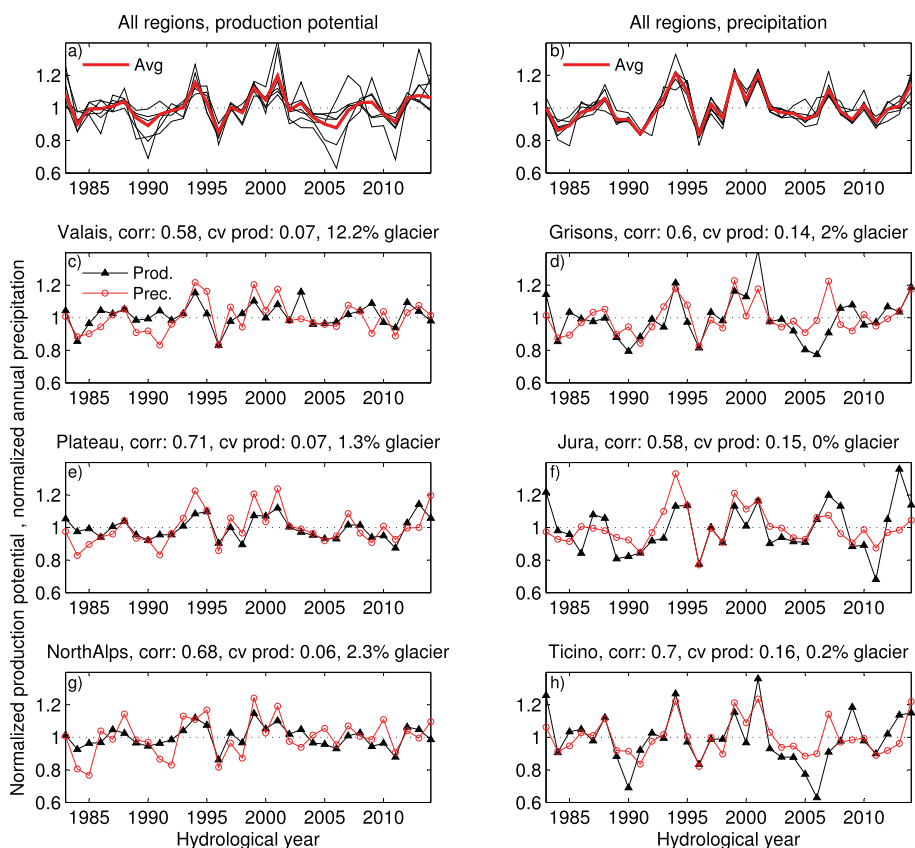 All regions, production potential
a)
Avg
1.2
1
0.8
0.6
1985 1990 1995 2000 2005 2010
All regions, precipitation
b)
Avg
1.2
1
0.8
0.6
1985 1990 1995 2000 2005 2010
Valais, corr: 0.58, cv prod: 0.07, 12.2% glacier
c)
Prod.
Prec.
1.2
1
0.8
0.6
1985 1990 1995 2000 2005 2010
Grisons, corr: 0.6, cv prod: 0.14, 2% glacier
d)
1.2
1
0.8
0.6
1985 1990 1995 2000 2005 2010
Plateau, corr: 0.71, cv prod: 0.07, 1.3% glacier
e)
1.2
1
0.8
0.6
1985 1990 1995 2000 2005 2010
Jura, corr: 0.58, cv prod: 0.15, 0% glacier
f)
1.2
1
0.8
0.6
1985 1990 1995 2000 2005 2010
NorthAlps, corr: 0.68, cv prod: 0.06, 2.3% glacier
g)
1.2
1
0.8
0.6
1985 1990 1995 2000 2005 2010
Hydrological year
Ticino, corr: 0.7, cv prod: 0.16, 0.2% glacier
h)
1.2
1
0.8
0.6
1985 1990 1995 2000 2005 2010
Hydrological year
Normalized production potential , normalized annual precipitation